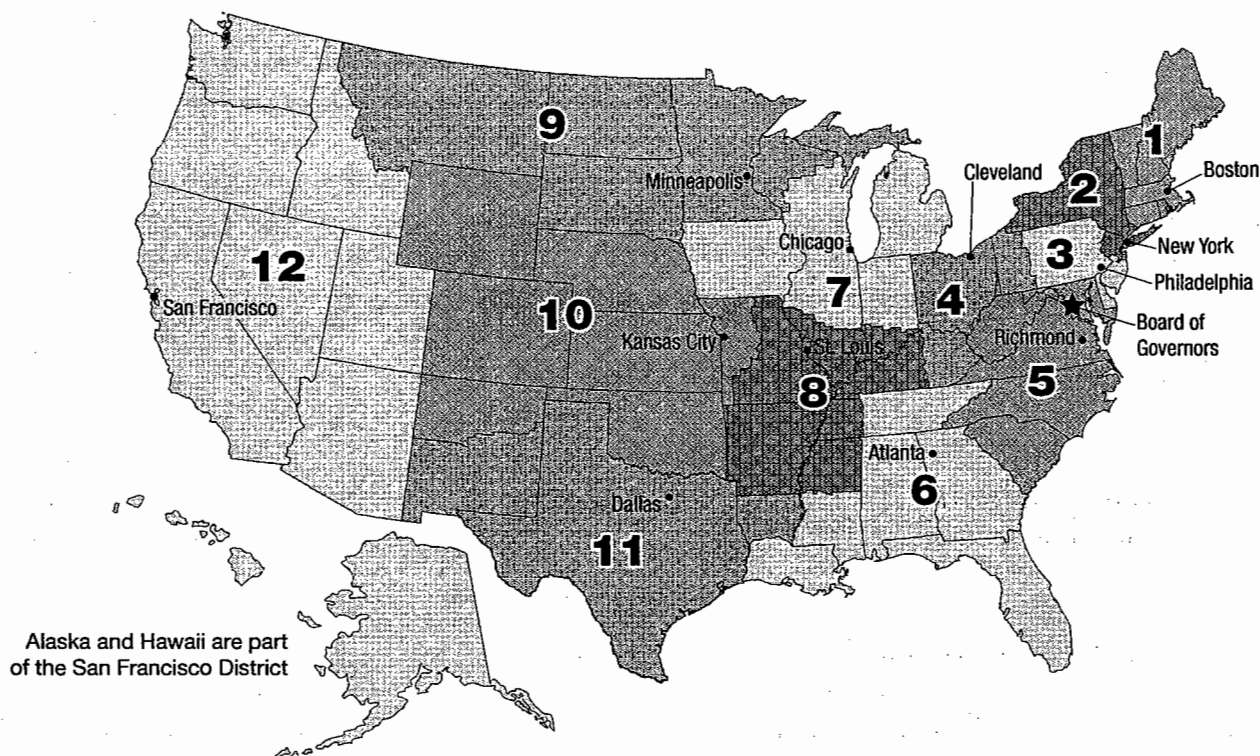 9
1
Cleveland
Minneapolis
Boston
2
Chicago
New York
3
12
Philadelphia
7
4
San Francisco
10
Board of
Governors
Kansas City
St. Louis
Richmond
8
5
Atlanta
6
Dallas
11
Alaska and Hawaii are part
of the San Francisco District